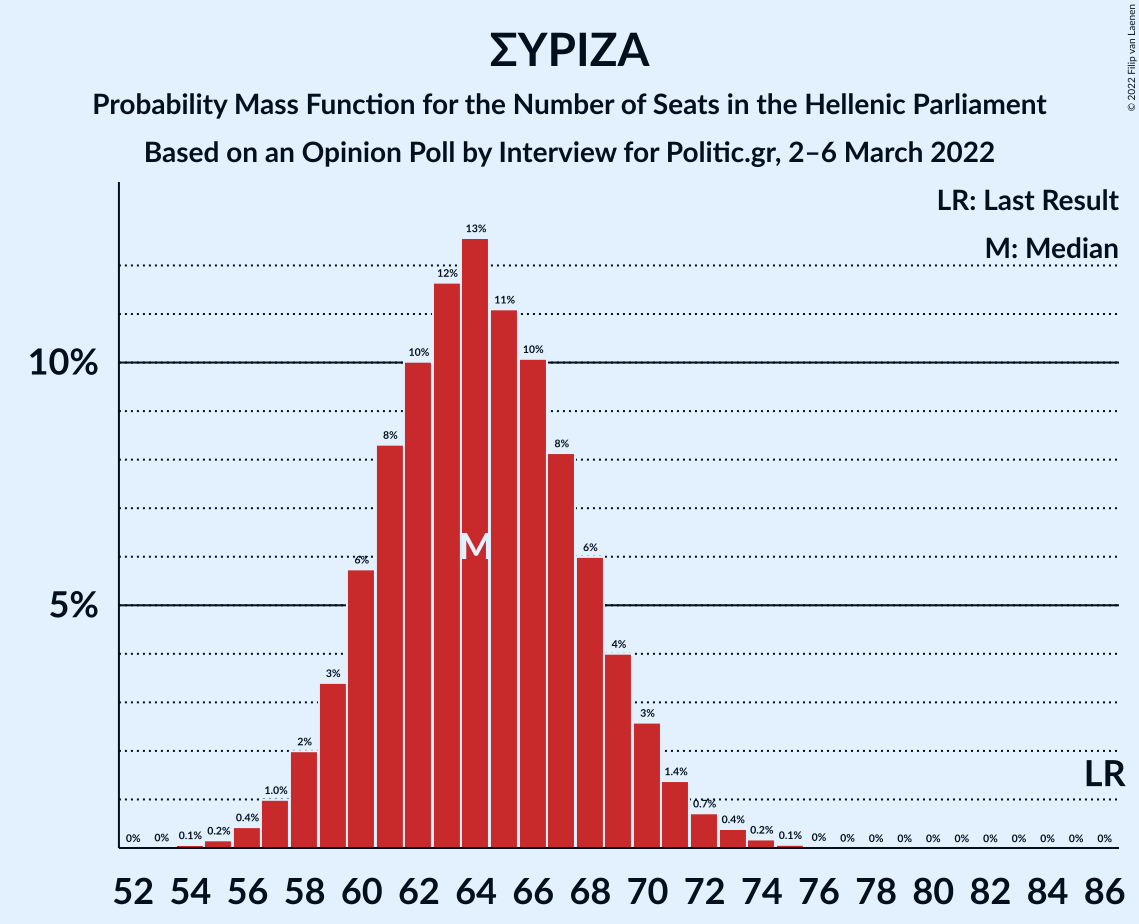 ΣΥΡΙΖΑ
Probability Mass Function for the Number of Seats in the Hellenic Parliament
Based on an Opinion Poll by Interview for Politic.gr, 2–6 March 2022
© 2022 Filip van Laenen
LR: Last Result
M: Median
10%
5%
0% 0% 0.1% 0.2% 0.4% 1.0% 2% 3% 6% 8% 10% 12% 13% 11% 10% 8% 6% 4% 3% 1.4% 0.7% 0.4% 0.2% 0.1% 0% 0% 0% 0% 0% 0% 0% 0% 0% 0% 0%
M
LR
52 54 56 58 60 62 64 66 68 70 72 74 76 78 80 82 84 86